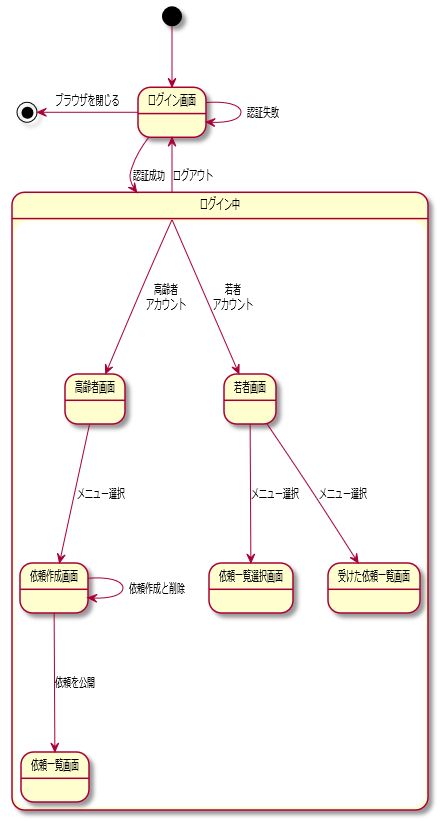 ブラウザを閉じる
ログイン画面
認証失敗
認証成功
ログアウト
ログイン中
高齢者
アカウント
若者
アカウント
高齢者画面
若者画面
メニュー選択
メニュー選択
メニュー選択
依頼作成画面
依頼作成と削除
依頼一覧選択画面
受けた依頼一覧画面
依頼を公開
依頼一覧画面